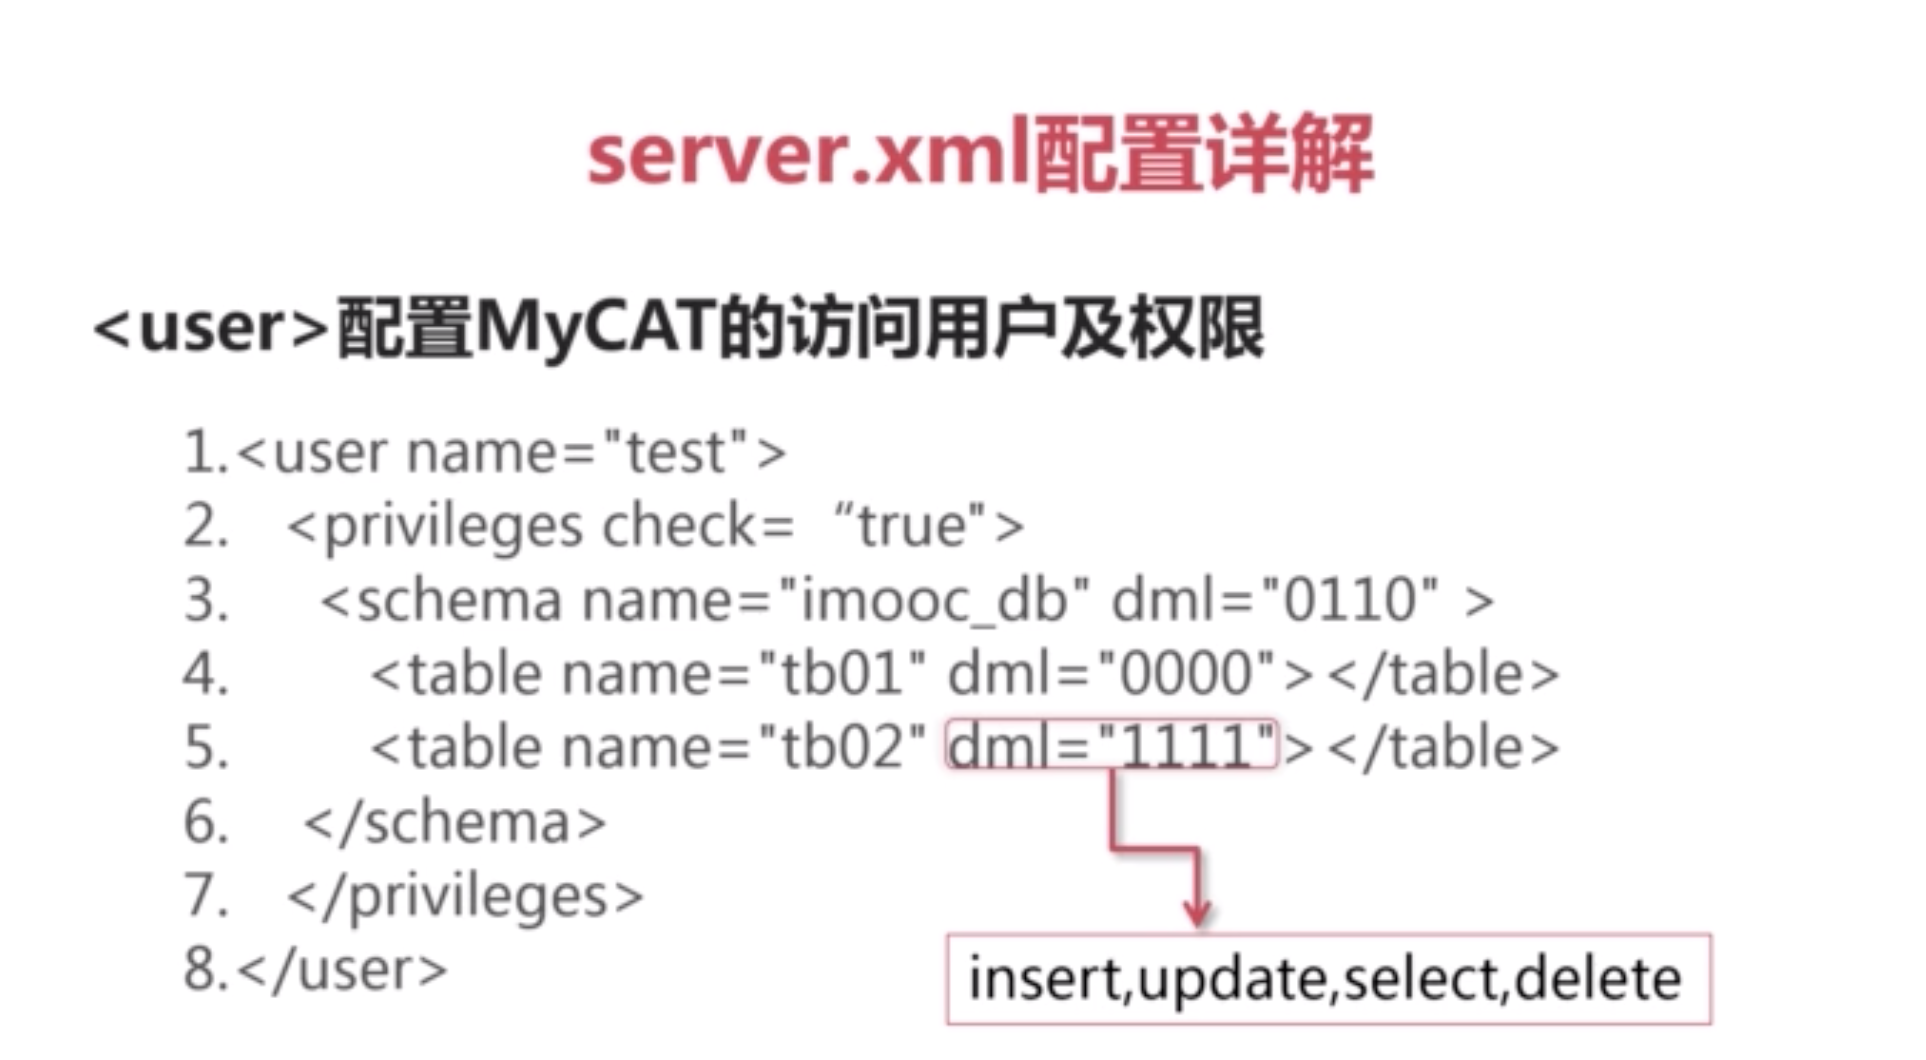 server.xml配置详解
<user>配置MyCAT的访问用户及权限
1.<user name="test">
2. <privileges check= “true">
3. <schema name="imooc_db" dml="0110" >
4. <table name="tb01" dml="0000"></table>
5. <table name="tb02" dml="1111"></table>
6. </schema>
7. </privileges>
8.</user>
insert,update,select,delete